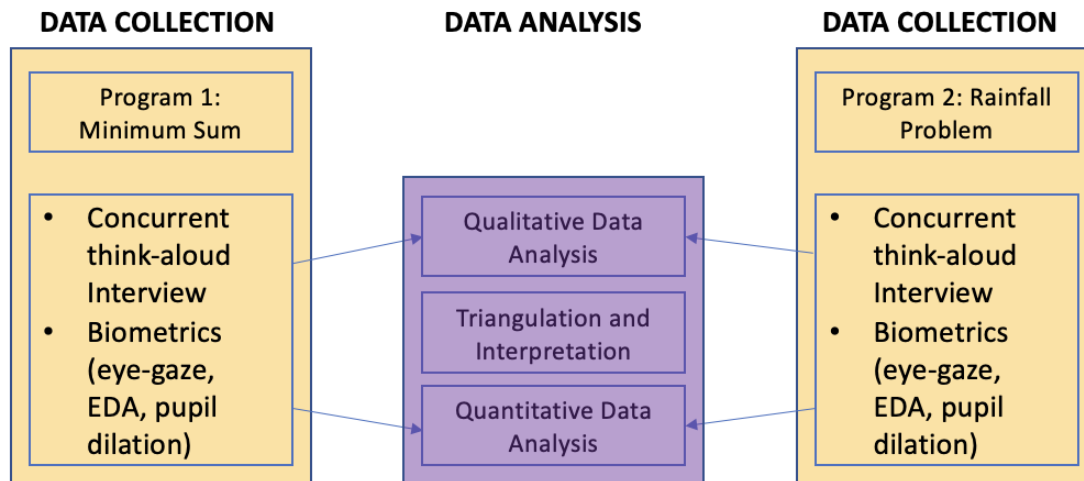 DATA COLLECTION
Program 1:
Minimum Sum
• Concurrent
think-aloud
Interview
• Biometrics
(eye-gaze,
EDA, pupil
dilation)
DATA ANALYSIS
Qualitative Data
Analysis
Triangulation and
Interpretation
Quantitative Data
Analysis
DATA COLLECTION
Program 2: Rainfall
Problem
• Concurrent
think-aloud
Interview
• Biometrics
(eye-gaze,
EDA, pupil
dilation)